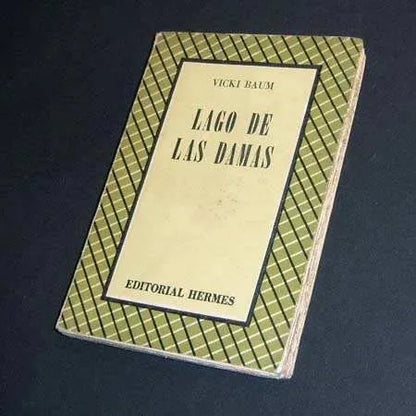 VICKI BAUM
LAGO DE
LAS DAMAS
EDITORIAL HERMES